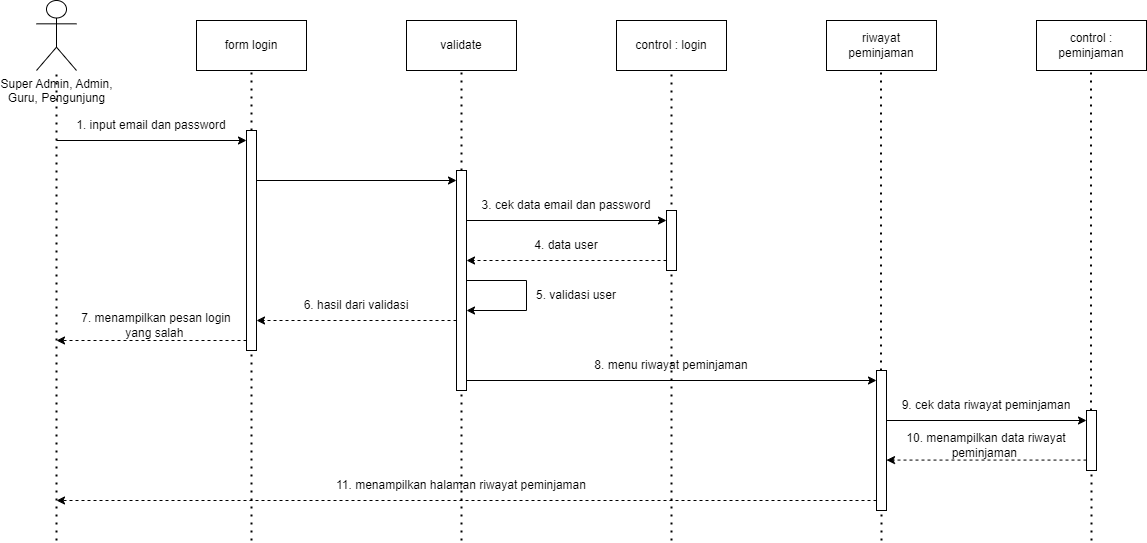 form login
validate
control : login
riwayat
peminjaman
control :
peminjaman
Super Admin, Admin,
Guru, Pengunjung
1. input email dan password
3. cek data email dan password
4. data user
5. validasi user
6. hasil dari validasi
7. menampilkan pesan login
yang salah
8. menu riwayat peminjaman
9. cek data riwayat peminjaman
10. menampilkan data riwayat
peminjaman
11. menampilkan halaman riwayat peminjaman